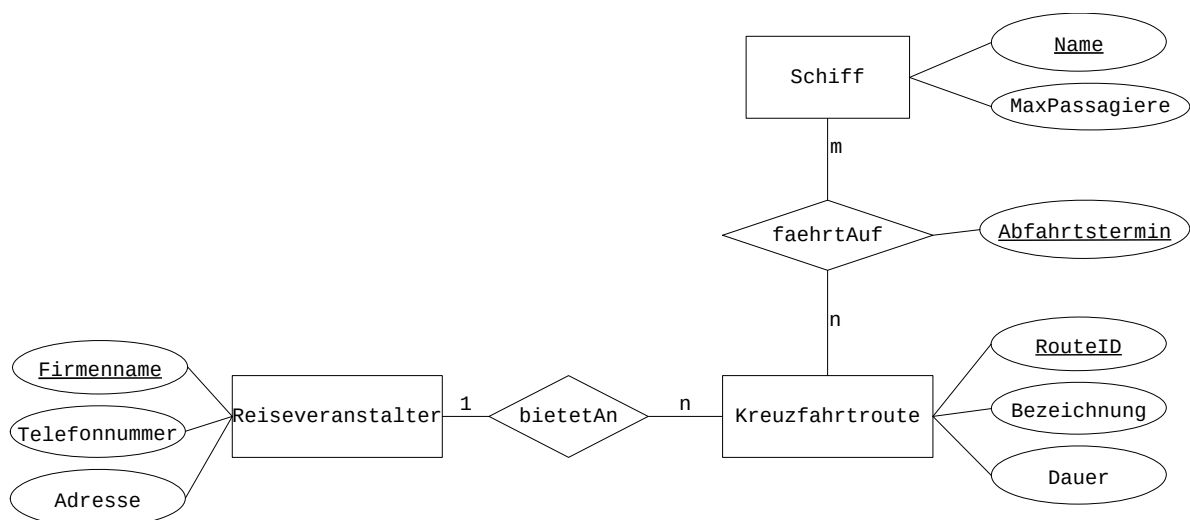 Name
Schiff
MaxPassagiere
m
faehrtAuf
Abfahrtstermin
n
RouteID
Firmenname
Reiseveranstalter
1
bietetAn
n
Kreuzfahrtroute
Bezeichnung
Telefonnummer
Dauer
Adresse